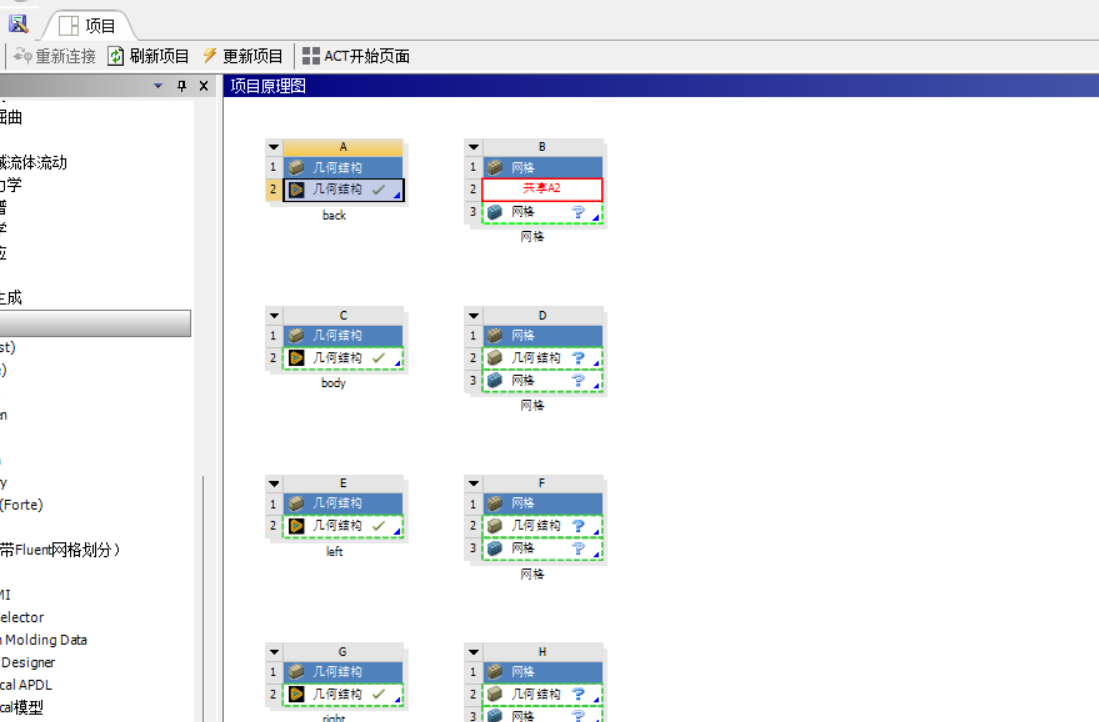 项目
重新连接 刷新项目 更新项目 ACT开始页面
项目原理图
屈曲
流体流动
力学
谱
学
应
生成
st)
)
en
y
(Forte)
带Fluent网格划分）
MI
elector
n Molding Data
Designer
cal APDL
cal模型
A
1 几何结构
2 几何结构
back
B
1 网格
2 共享A2
3 网格
网格
C
1 几何结构
2 几何结构
body
D
1 网格
2 几何结构
3 网格
网格
E
1 几何结构
2 几何结构
left
F
1 网格
2 几何结构
3 网格
网格
G
1 几何结构
2 几何结构
right
H
1 网格
2 几何结构
3 网格